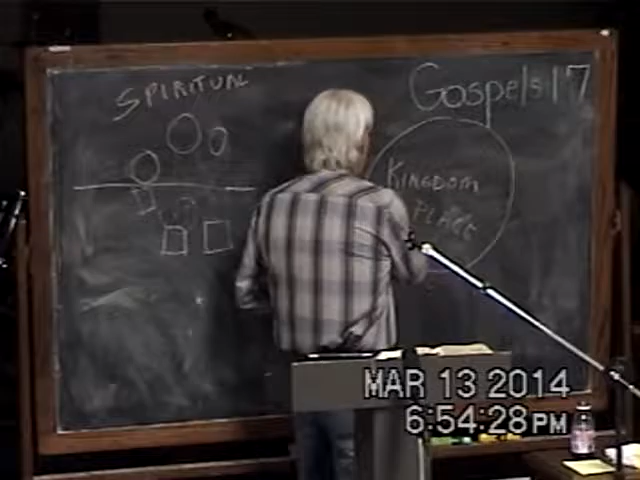 SPIRITUAL
Gospels 17
KINGDOM
PLACE
MAR 13 2014
6:54:28PM